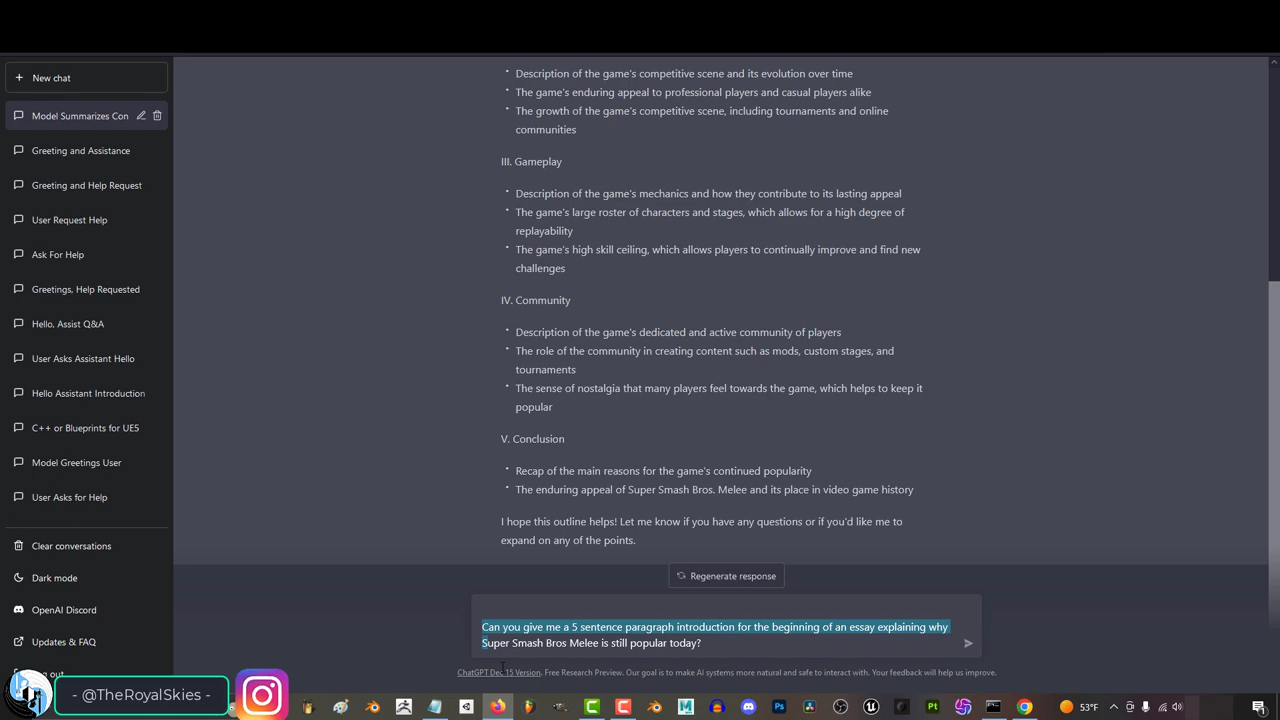 New chat
Model Summarizes Con
Greeting and Assistance
Greeting and Help Request
User Request Help
Ask For Help
Greetings, Help Requested
Hello, Assist Q&A
User Asks Assistant Hello
Hello Assistant Introduction
C++ or Blueprints for UE5
Model Greetings User
User Asks for Help
Clear conversations
Dark mode
OpenAI Discord
Updates & FAQ
out
- @TheRoyalSkies -
• Description of the game's competitive scene and its evolution over time
• The game's enduring appeal to professional players and casual players alike
• The growth of the game's competitive scene, including tournaments and online
communities
III. Gameplay
• Description of the game's mechanics and how they contribute to its lasting appeal
• The game's large roster of characters and stages, which allows for a high degree of
replayability
• The game's high skill ceiling, which allows players to continually improve and find new
challenges
IV. Community
• Description of the game's dedicated and active community of players
• The role of the community in creating content such as mods, custom stages, and
tournaments
• The sense of nostalgia that many players feel towards the game, which helps to keep it
popular
V. Conclusion
• Recap of the main reasons for the game's continued popularity
• The enduring appeal of Super Smash Bros. Melee and its place in video game history
I hope this outline helps! Let me know if you have any questions or if you'd like me to
expand on any of the points.
Regenerate response
Can you give me a 5 sentence paragraph introduction for the beginning of an essay explaining why
Super Smash Bros Melee is still popular today?
ChatGPT Dec 15 Version. Free Research Preview. Our goal is to make AI systems more natural and safe to interact with. Your feedback will help us improve.
Ps
Pt
53°F